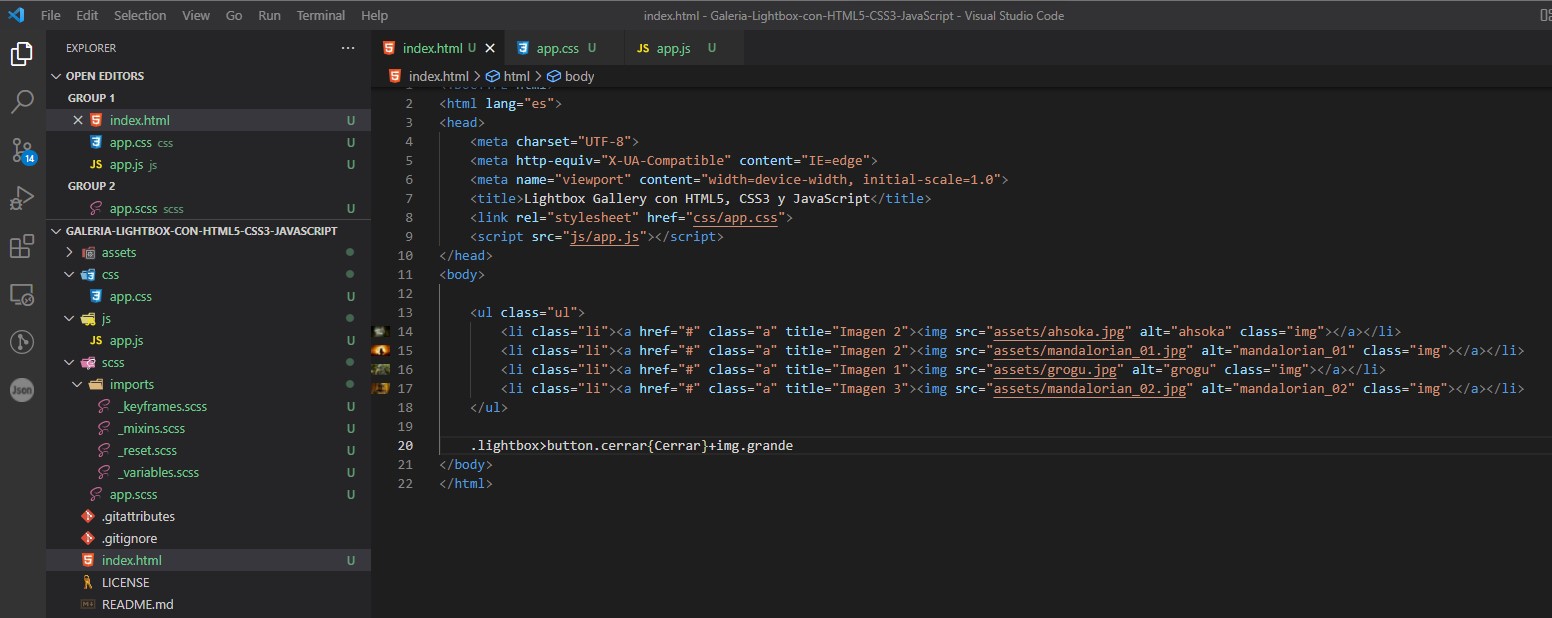 File Edit Selection View Go Run Terminal Help
index.html - Galeria-Lightbox-con-HTML5-CSS3-JavaScript - Visual Studio Code
EXPLORER
OPEN EDITORS
GROUP 1
index.html U
app.css css U
JS app.js js U
GROUP 2
app.scss scss U
GALERIA-LIGHTBOX-CON-HTML5-CSS3-JAVASCRIPT
assets
css
app.css U
js
JS app.js U
scss
imports
_keyframes.scss U
_mixins.scss U
_reset.scss U
_variables.scss U
app.scss U
.gitattributes
.gitignore
index.html U
LICENSE
README.md
14
Json
index.html U
app.css U
JS app.js U
index.html > html > body
2 <html lang="es">
3 <head>
4 <meta charset="UTF-8">
5 <meta http-equiv="X-UA-Compatible" content="IE=edge">
6 <meta name="viewport" content="width=device-width, initial-scale=1.0">
7 <title>Lightbox Gallery con HTML5, CSS3 y JavaScript</title>
8 <link rel="stylesheet" href="css/app.css">
9 <script src="js/app.js"></script>
10 </head>
11 <body>
12
13 <ul class="ul">
14 <li class="li"><a href="#" class="a" title="Imagen 2"><img src="assets/ahsoka.jpg" alt="ahsoka" class="img"></a></li>
15 <li class="li"><a href="#" class="a" title="Imagen 2"><img src="assets/mandalorian_01.jpg" alt="mandalorian_01" class="img"></a></li>
16 <li class="li"><a href="#" class="a" title="Imagen 1"><img src="assets/grogu.jpg" alt="grogu" class="img"></a></li>
17 <li class="li"><a href="#" class="a" title="Imagen 3"><img src="assets/mandalorian_02.jpg" alt="mandalorian_02" class="img"></a></li>
18 </ul>
19
20 .lightbox>button.cerrar{Cerrar}+img.grande
21 </body>
22 </html>